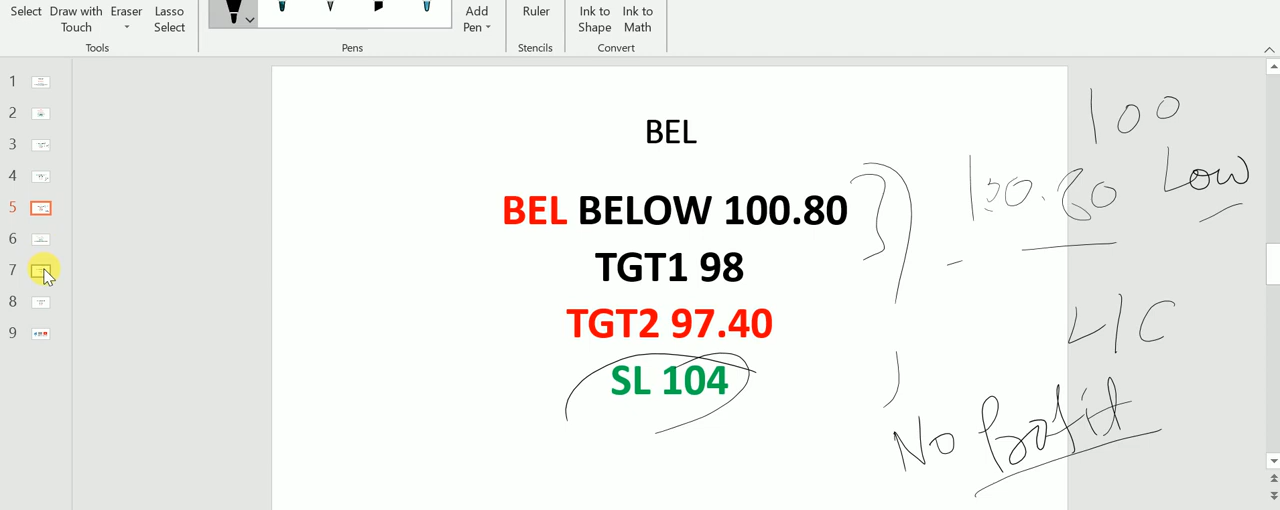 Select
Draw with Touch
Eraser
Lasso Select
Add Pen
Ruler
Ink to Shape
Ink to Math
Tools
Pens
Stencils
Convert
1
2
3
4
5
6
7
8
9
BEL
BEL BELOW 100.80
TGT1 98
TGT2 97.40
SL 104
100
100.80 Low
L/C
No Profit